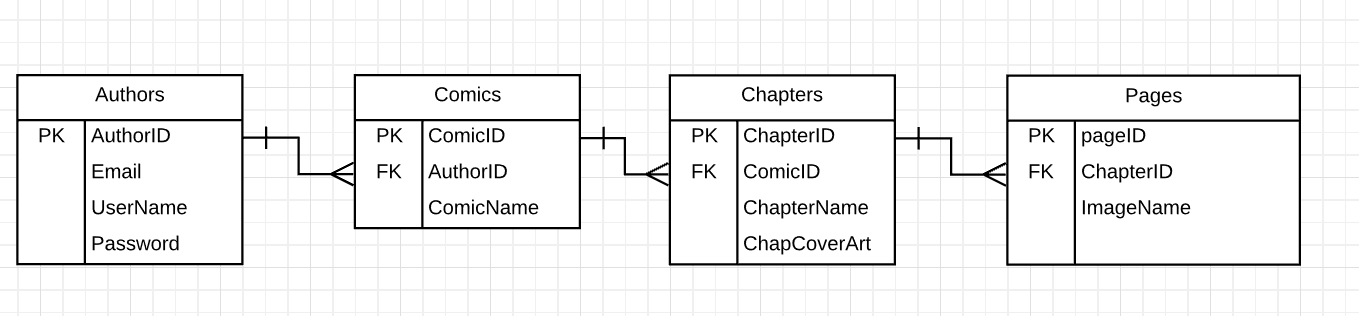 Authors
PK AuthorID
Email
UserName
Password
Comics
PK ComicID
FK AuthorID
ComicName
Chapters
PK ChapterID
FK ComicID
ChapterName
ChapCoverArt
Pages
PK pageID
FK ChapterID
ImageName